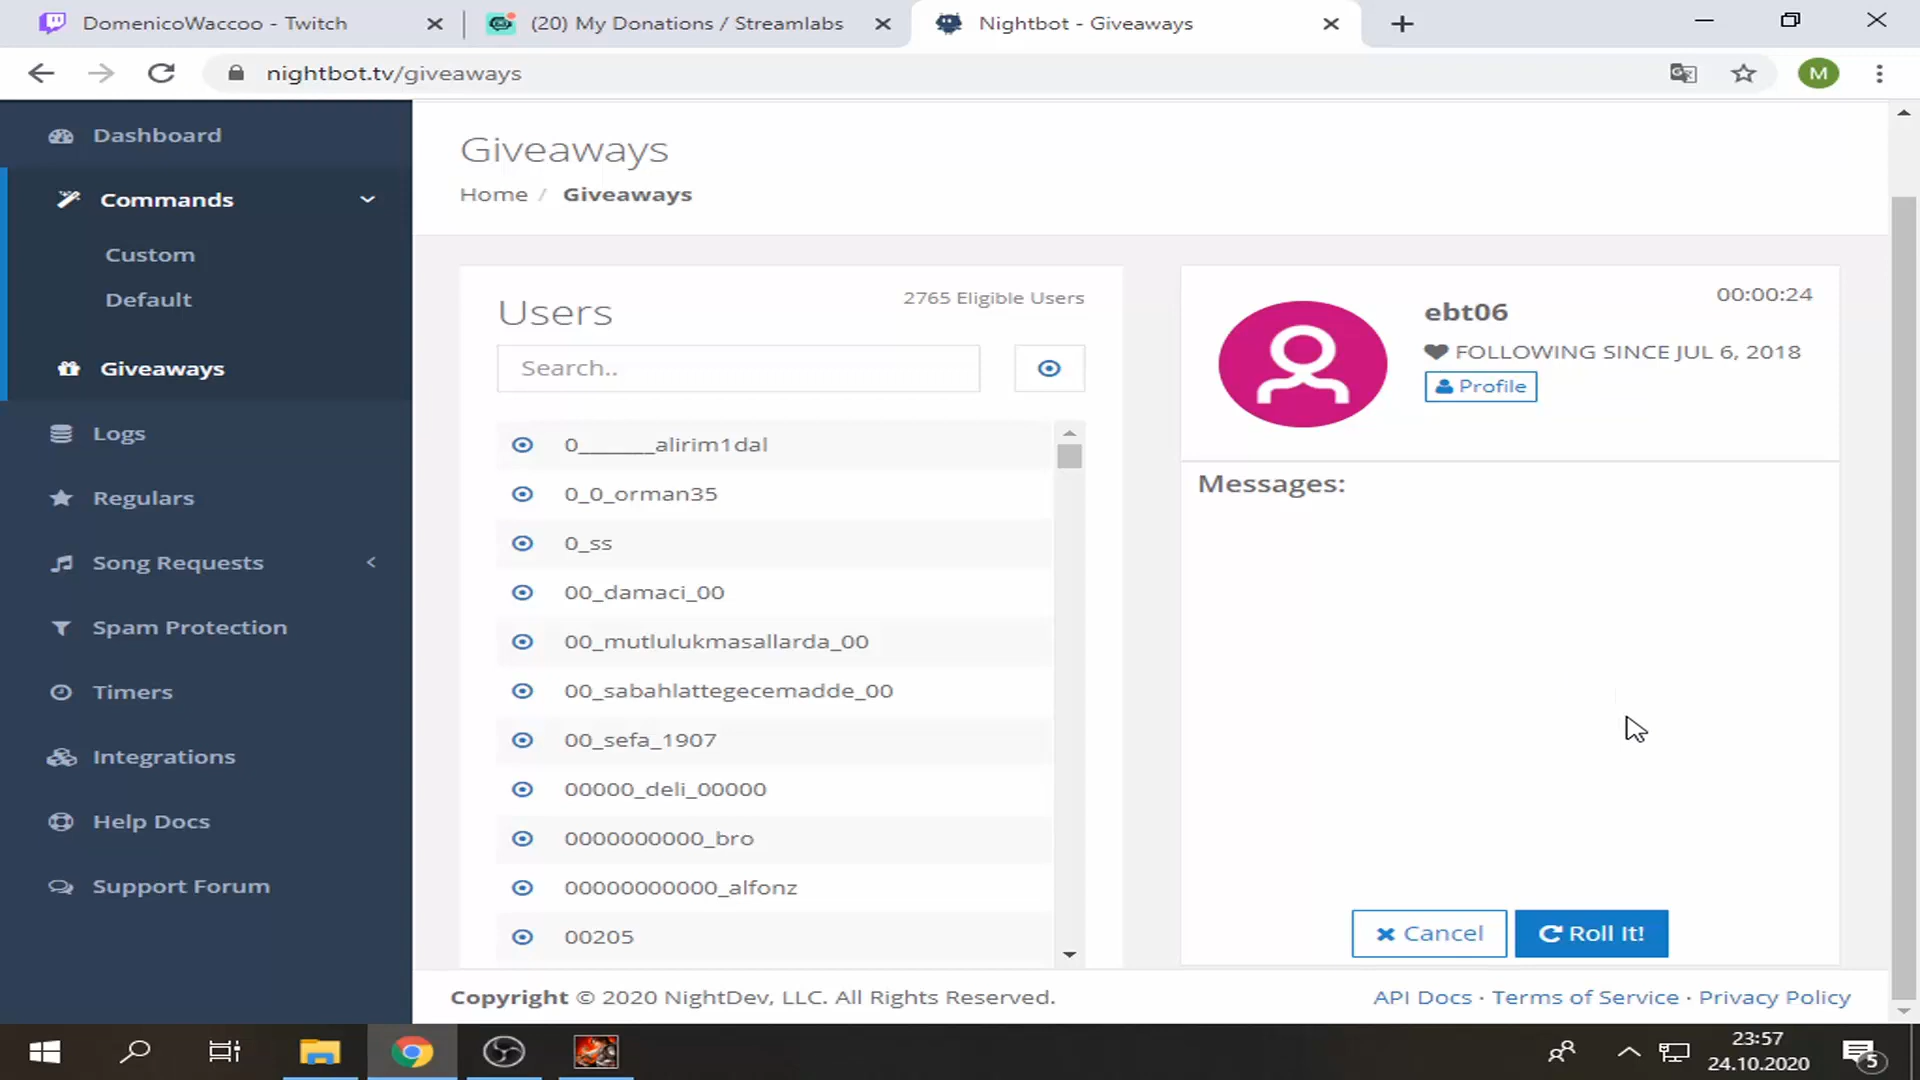 DomenicoWaccoo - Twitch
(20) My Donations / Streamlabs
Nightbot - Giveaways
nightbot.tv/giveaways
M
Dashboard
Commands
Custom
Default
Giveaways
Logs
Regulars
Song Requests
Spam Protection
Timers
Integrations
Help Docs
Support Forum
Giveaways
Home / Giveaways
Users
2765 Eligible Users
Search..
0_______alirim1dal
0_0_orman35
0_ss
00_damaci_00
00_mutlulukmasallarda_00
00_sabahlattegecemadde_00
00_sefa_1907
00000_deli_00000
0000000000_bro
00000000000_alfonz
00205
00:00:24
ebt06
FOLLOWING SINCE JUL 6, 2018
Profile
Messages:
Cancel
Roll It!
Copyright © 2020 NightDev, LLC. All Rights Reserved.
API Docs · Terms of Service · Privacy Policy
23:57
24.10.2020
5